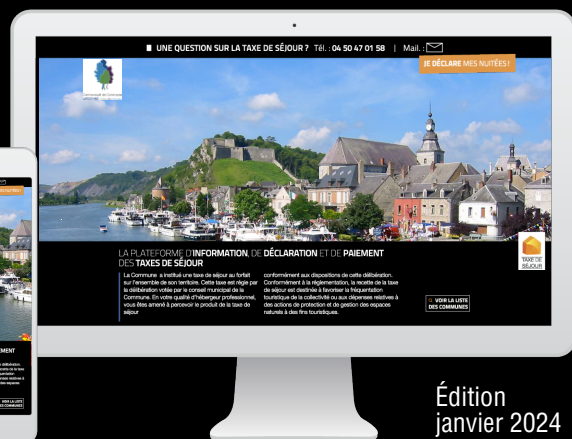 UNE QUESTION SUR LA TAXE DE SÉJOUR ? Tél. : 04 50 47 01 58 | Mail. :
JE DÉCLARE MES NUITÉES !
LA PLATEFORME D'INFORMATION, DE DÉCLARATION ET DE PAIEMENT
DES TAXES DE SÉJOUR
La Commune a institué une taxe de séjour au forfait
sur l'ensemble de son territoire. Cette taxe est régie par
la délibération votée par le conseil municipal de la
Commune. En votre qualité d'hébergeur professionnel,
vous êtes amené à percevoir le produit de la taxe de
séjour
conformément aux dispositions de cette délibération.
Conformément à la réglementation, la recette de la taxe
de séjour est destinée à favoriser la fréquentation
touristique de la collectivité ou aux dépenses relatives à
des actions de protection et de gestion des espaces
naturels à des fins touristiques.
TAXE DE
SÉJOUR
VOIR LA LISTE
DES COMMUNES
Édition
janvier 2024